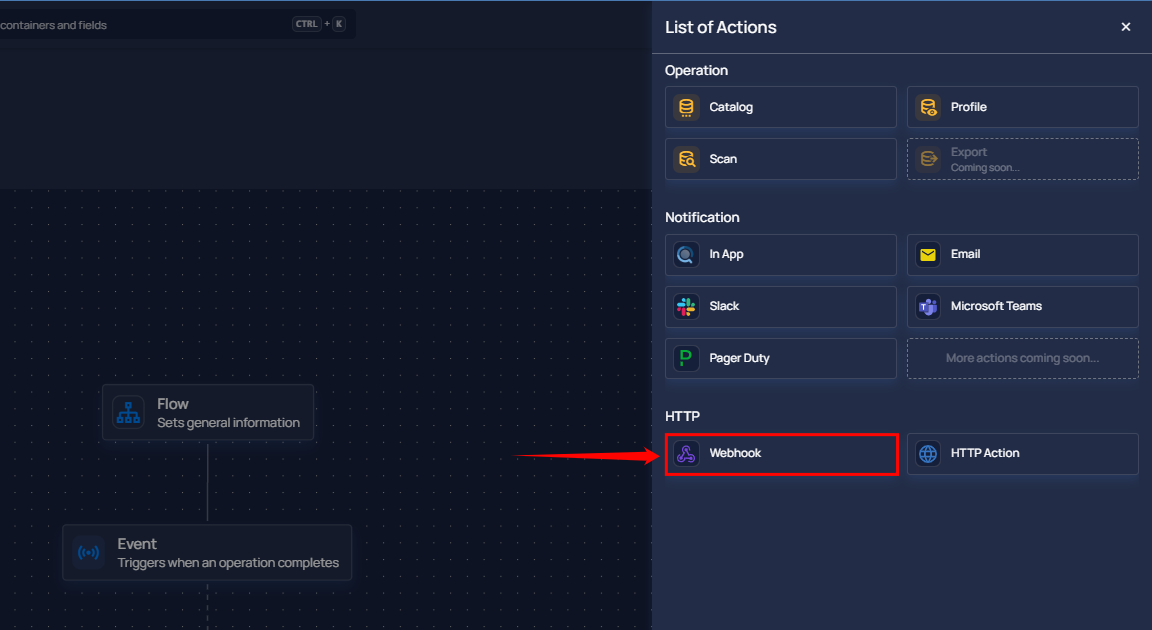 containers and fields
CTRL + K
List of Actions
Operation
Catalog
Profile
Scan
Export
Coming soon...
Notification
In App
Email
Slack
Microsoft Teams
Pager Duty
More actions coming soon...
HTTP
Webhook
HTTP Action
Flow
Sets general information
Event
Triggers when an operation completes